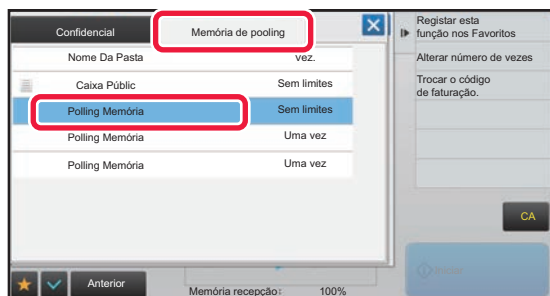 Confidencial
Memória de pooling
Nome Da Pasta
vez.
Caixa Públic
Sem limites
Polling Memória
Sem limites
Polling Memória
Uma vez
Polling Memória
Uma vez
Anterior
Memória recepção: 100%
Registar esta
função nos Favoritos
Alterar número de vezes
Trocar o código
de faturação.
CA
Iniciar